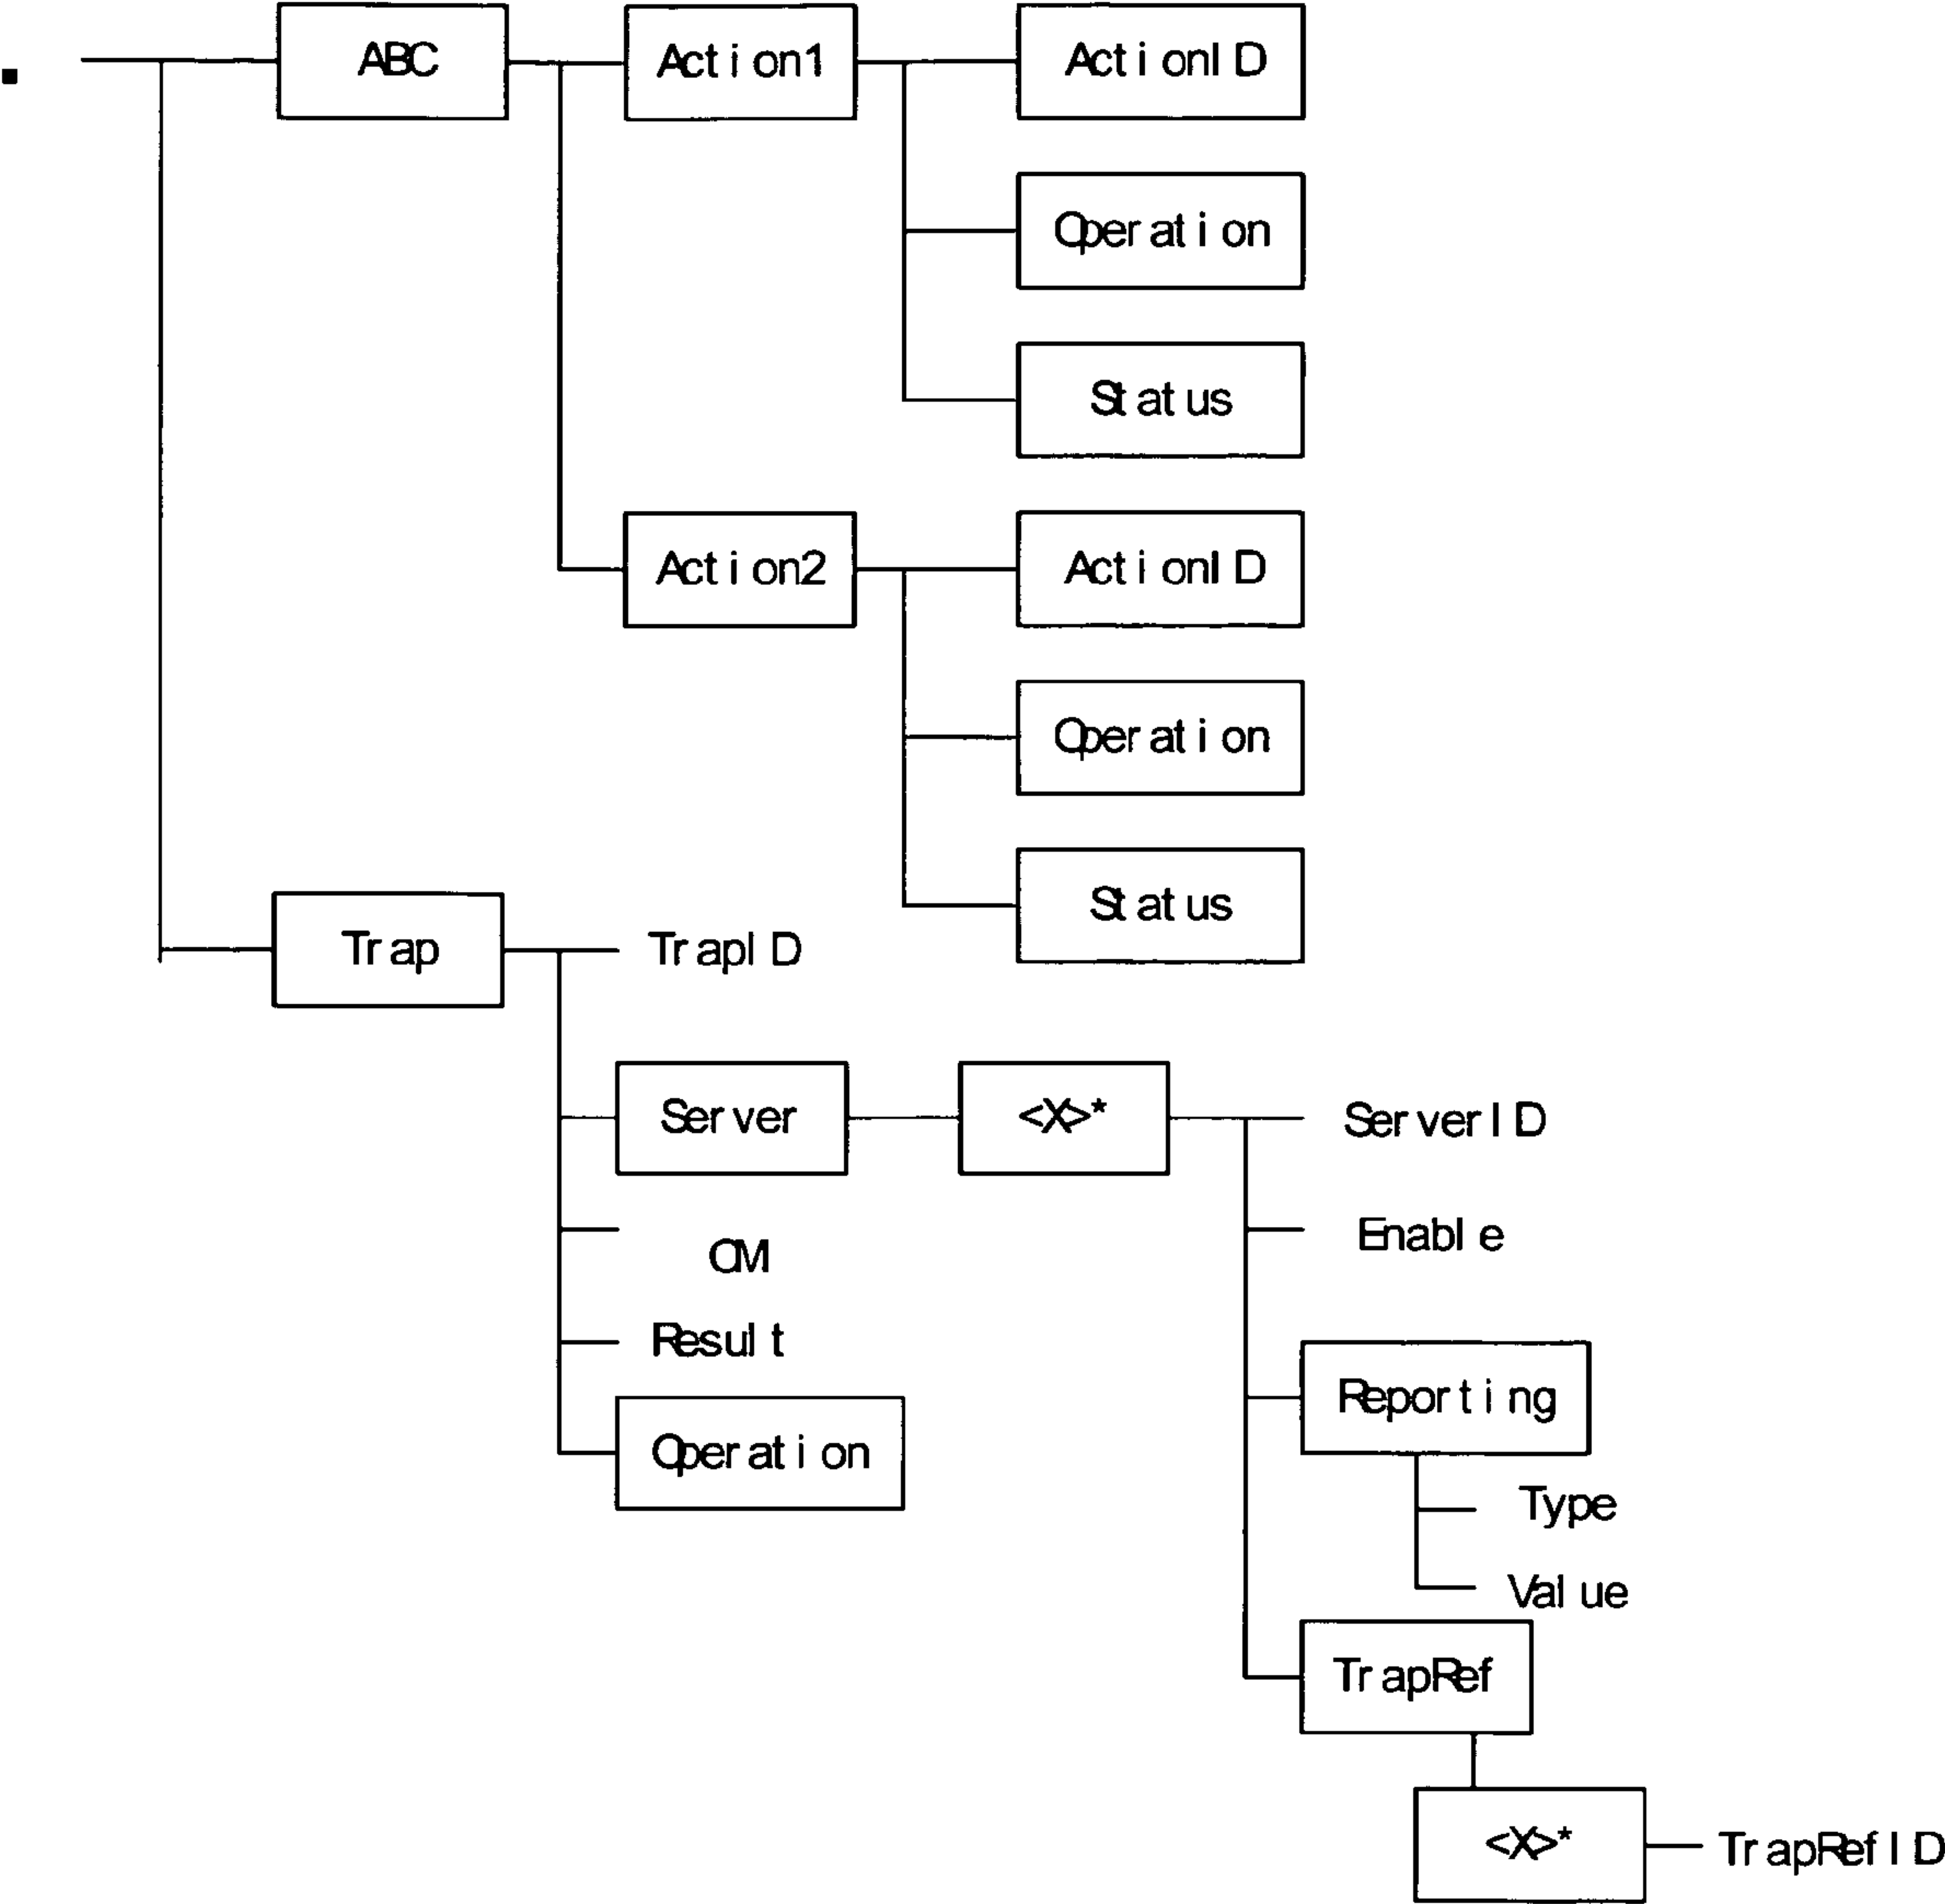 ABC
Action1
ActionID
Operation
Status
Action2
ActionID
Operation
Status
Trap
TrapID
Server
<X>*
ServerID
Enable
CM
Result
Reporting
Operation
Type
Value
TrapRef
<X>*
TrapRefID